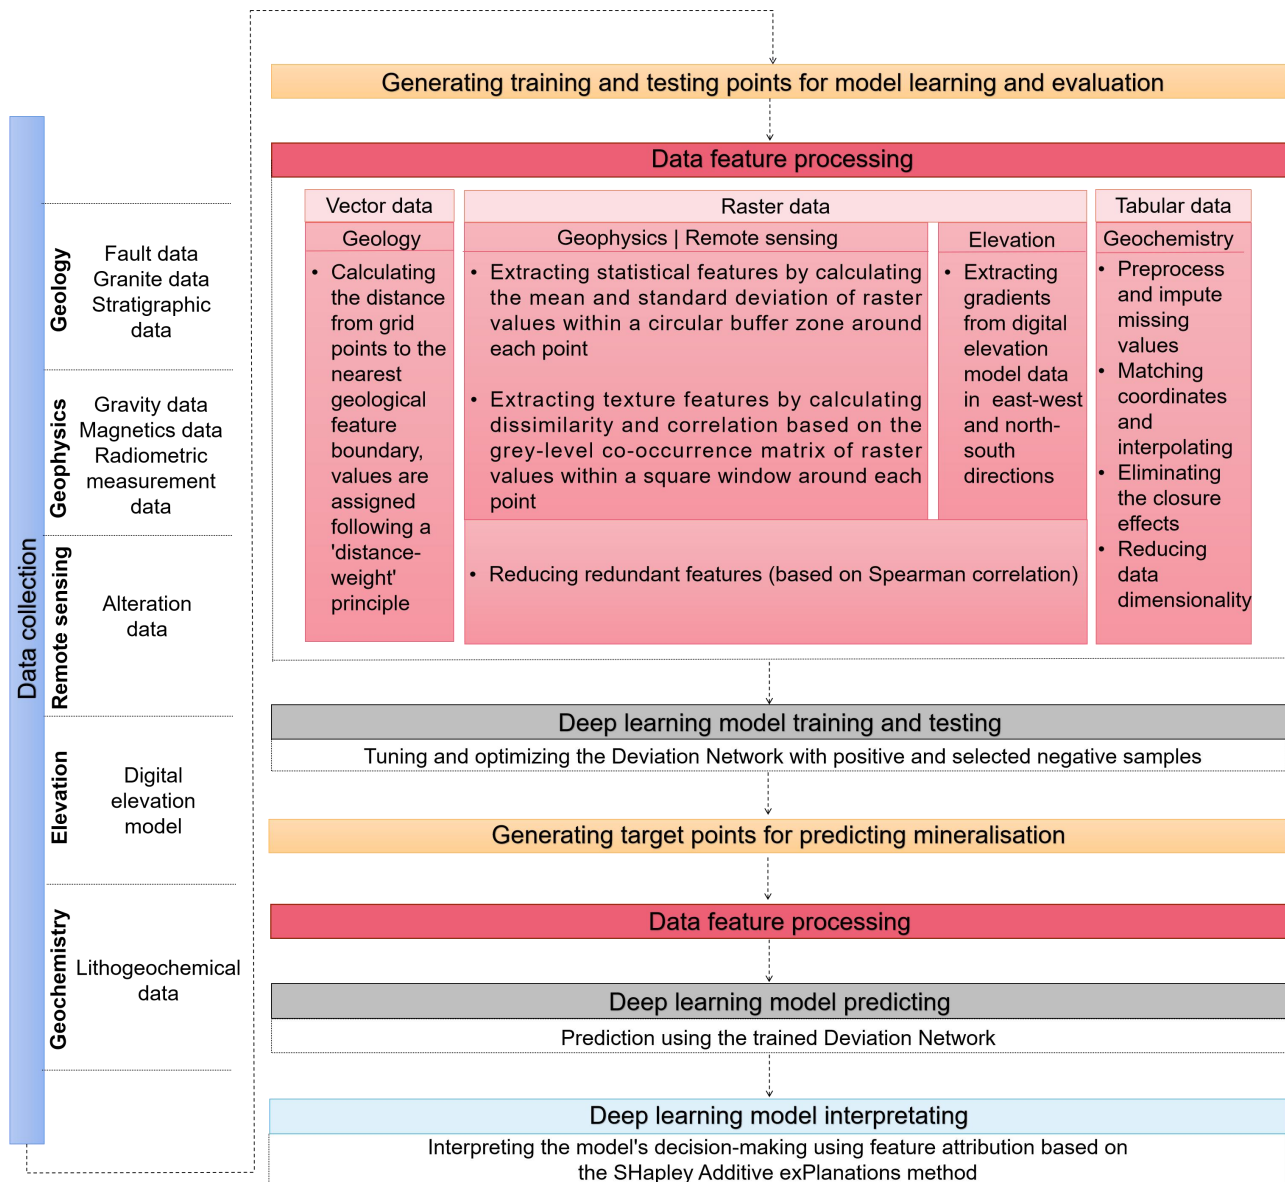 Data collection
Geology
Fault data
Granite data
Stratigraphic
data
Geophysics
Gravity data
Magnetics data
Radiometric
measurement
data
Remote sensing
Alteration
data
Elevation
Digital
elevation
model
Geochemistry
Lithogeochemical
data
Generating training and testing points for model learning and evaluation
Data feature processing
Vector data
Geology
• Calculating
the distance
from grid
points to the
nearest
geological
feature
boundary,
values are
assigned
following a
'distance-
weight'
principle
Raster data
Geophysics | Remote sensing
• Extracting statistical features by calculating
the mean and standard deviation of raster
values within a circular buffer zone around
each point
• Extracting texture features by calculating
dissimilarity and correlation based on the
grey-level co-occurrence matrix of raster
values within a square window around each
point
Elevation
• Extracting
gradients
from digital
elevation
model data
in east-west
and north-
south
directions
• Reducing redundant features (based on Spearman correlation)
Tabular data
Geochemistry
• Preprocess
and impute
missing
values
• Matching
coordinates
and
interpolating
• Eliminating
the closure
effects
• Reducing
data
dimensionality
Deep learning model training and testing
Tuning and optimizing the Deviation Network with positive and selected negative samples
Generating target points for predicting mineralisation
Data feature processing
Deep learning model predicting
Prediction using the trained Deviation Network
Deep learning model interpretating
Interpreting the model's decision-making using feature attribution based on
the SHapley Additive exPlanations method